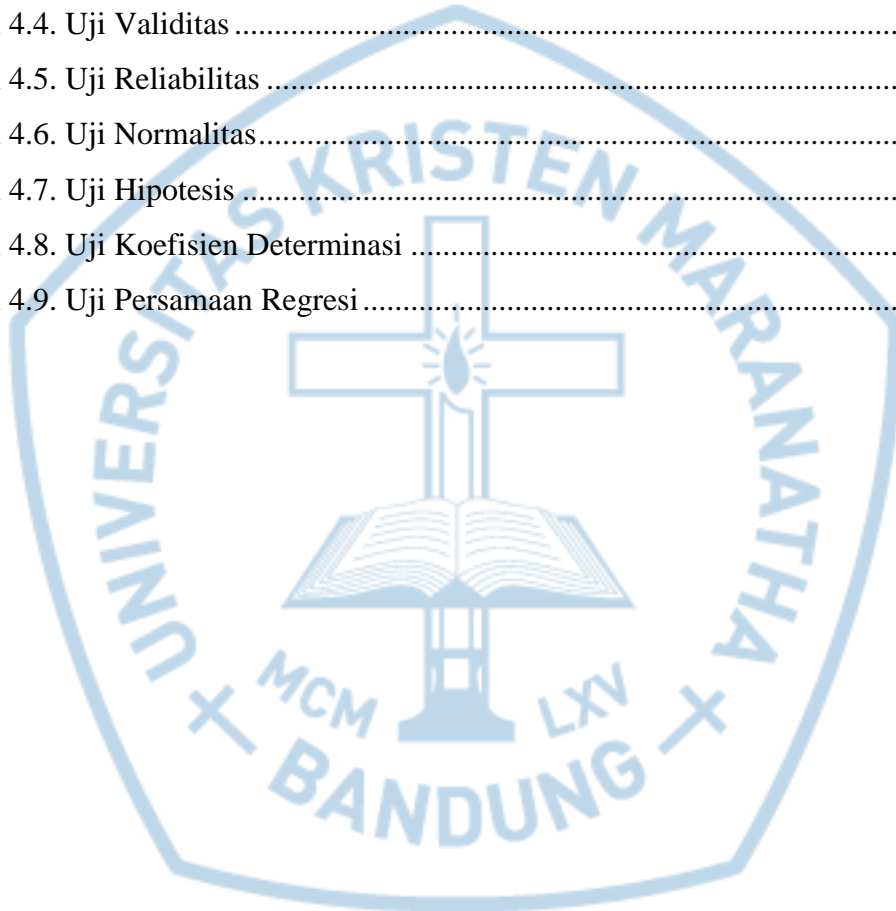 4.4. Uji Validitas ..........................................................................................
4.5. Uji Reliabilitas ......................................................................................
4.6. Uji Normalitas.......................................................................................
4.7. Uji Hipotesis .........................................................................................
4.8. Uji Koefisien Determinasi ...................................................................
4.9. Uji Persamaan Regresi..........................................................................
UNIVERSITAS KRISTEN MARANATHA
MCM LXV
BANDUNG